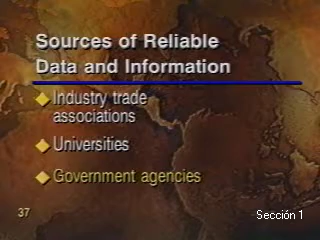 Sources of Reliable
Data and Information
Industry trade
associations
Universities
Government agencies
37
Sección 1